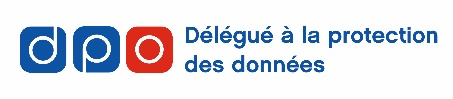 dpo
Délégué à la protection
des données